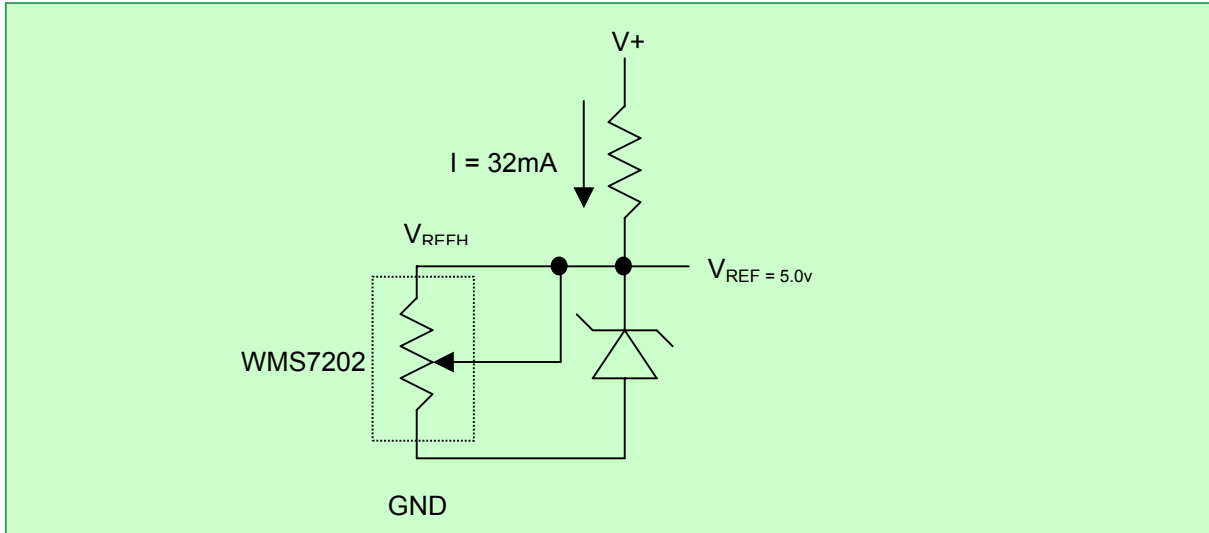 V+
I = 32mA
VREFH
VREF = 5.0v
WMS7202
GND